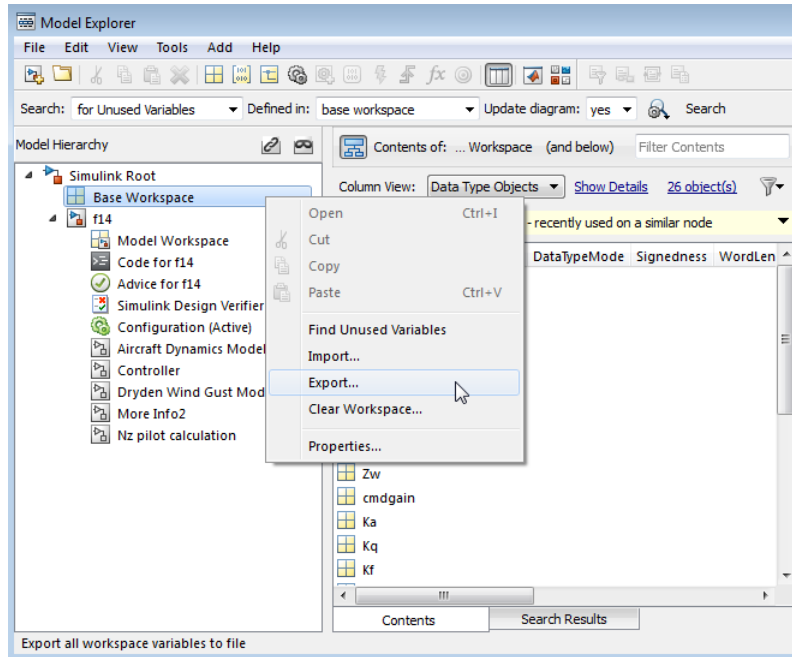 Model Explorer
File Edit View Tools Add Help
Search: for Unused Variables Defined in: base workspace Update diagram: yes Search
Model Hierarchy
Contents of: ... Workspace (and below) Filter Contents
Simulink Root
Column View: Data Type Objects Show Details 26 object(s)
Base Workspace
f14
Open Ctrl+I
- recently used on a similar node
Model Workspace
Cut
Code for f14
DataTypeMode Signedness WordLen
Copy
Advice for f14
Paste Ctrl+V
Simulink Design Verifier
Configuration (Active)
Find Unused Variables
Aircraft Dynamics Model
Import...
Controller
Export...
Dryden Wind Gust Mod
Clear Workspace...
More Info2
Nz pilot calculation
Properties...
Zw
cmdgain
Ka
Kq
Kf
Contents Search Results
Export all workspace variables to file